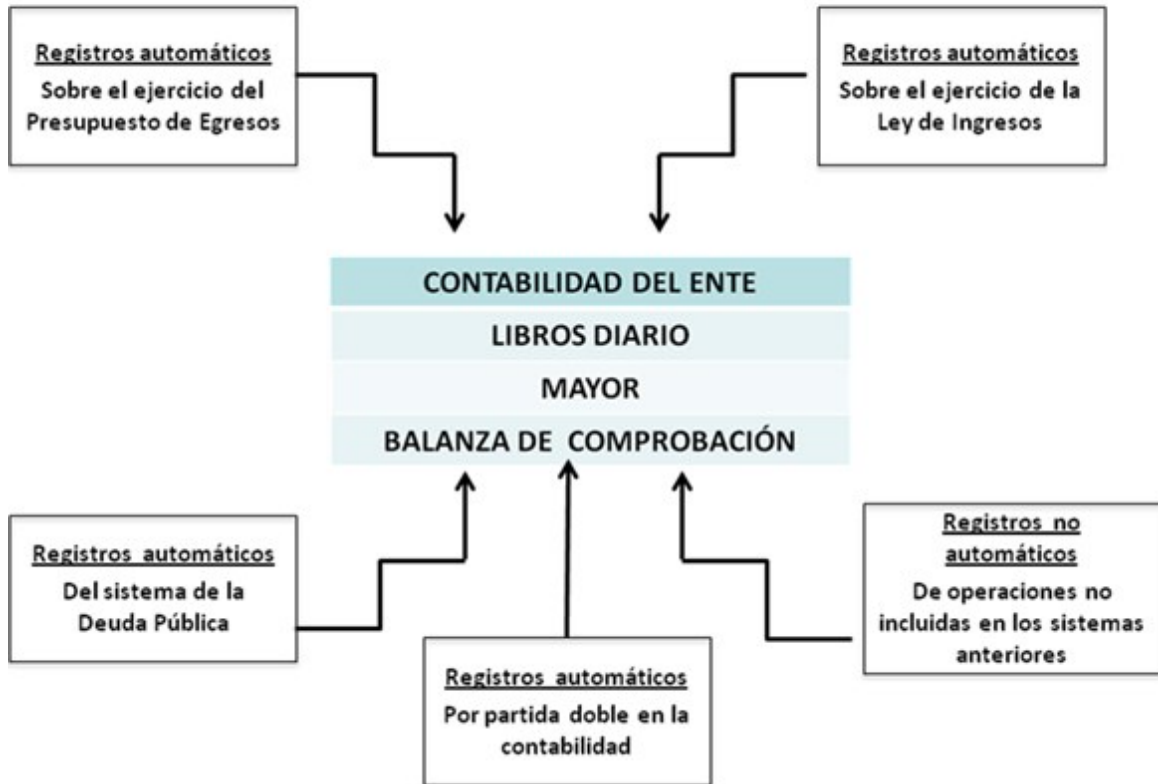 Registros automáticos
Sobre el ejercicio del
Presupuesto de Egresos
Registros automáticos
Sobre el ejercicio de la
Ley de Ingresos
CONTABILIDAD DEL ENTE
LIBROS DIARIO
MAYOR
BALANZA DE COMPROBACIÓN
Registros automáticos
Del sistema de la
Deuda Pública
Registros automáticos
Por partida doble en la
contabilidad
Registros no
automáticos
De operaciones no
incluidas en los sistemas
anteriores